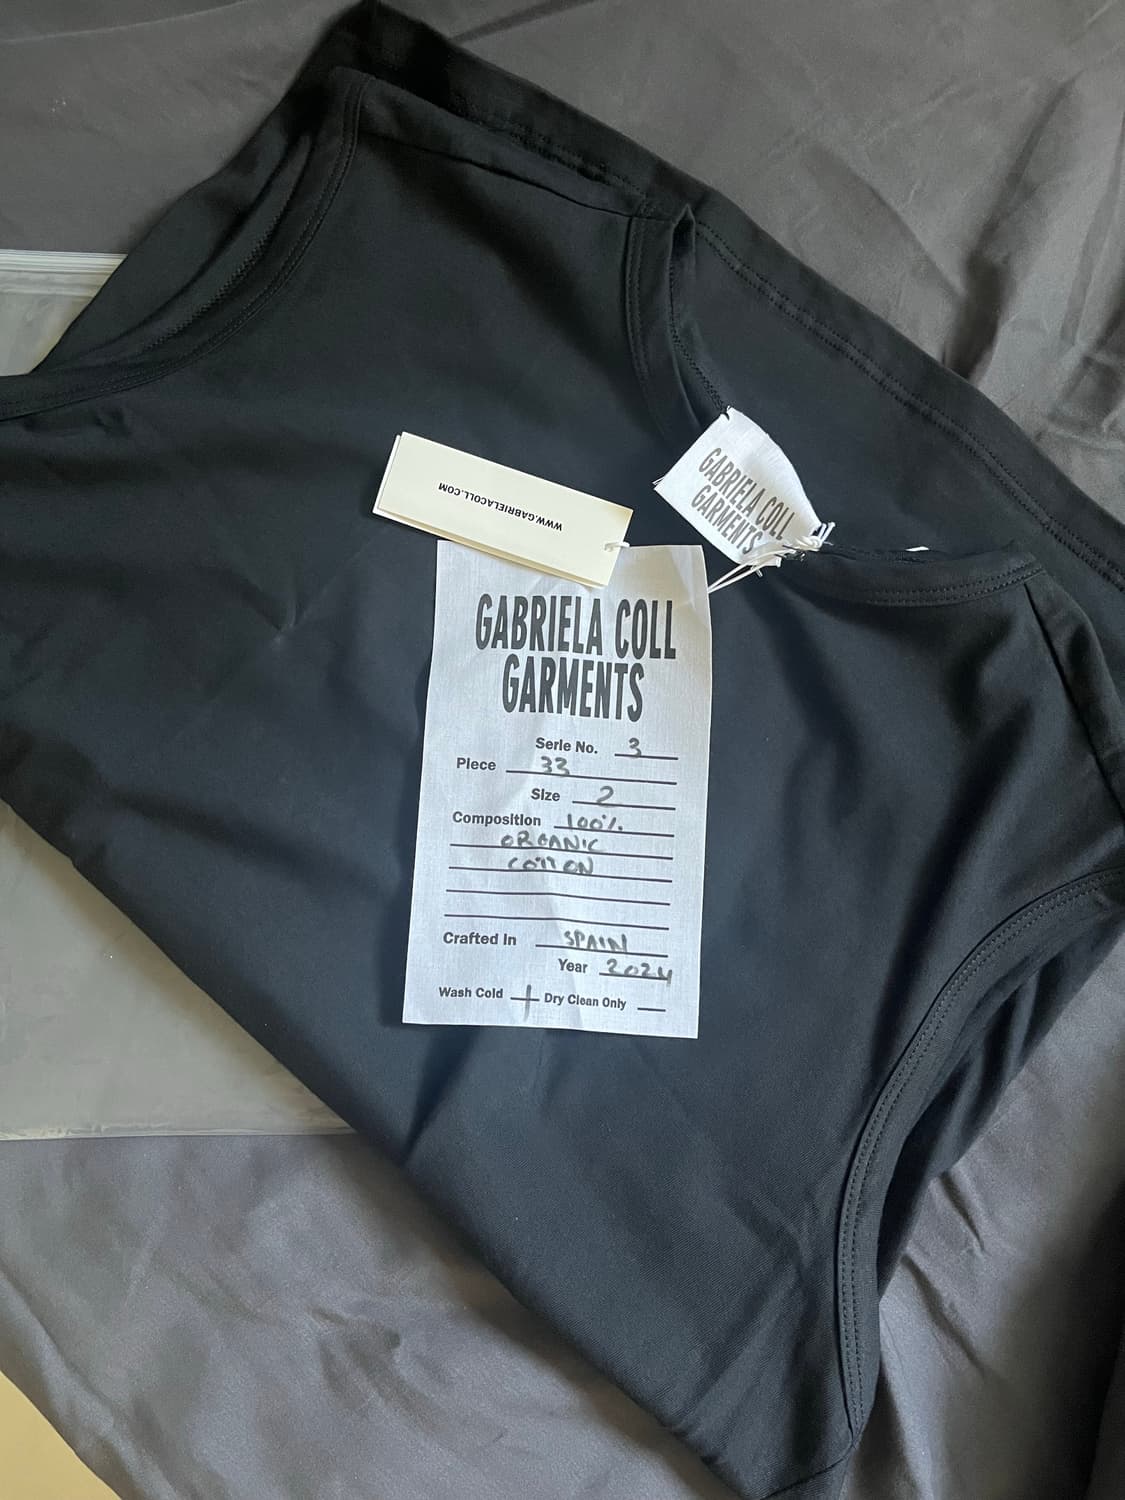 WWW.GABRIELACOLL.COM
GABRIELA COLL
GARMENTS
GABRIELA COLL
GARMENTS
Serie No. 3
Piece 33
Size 2
Composition 100%
ORGANIC
COTTON
Crafted In SPAIN
Year 2024
Wash Cold Dry Clean Only